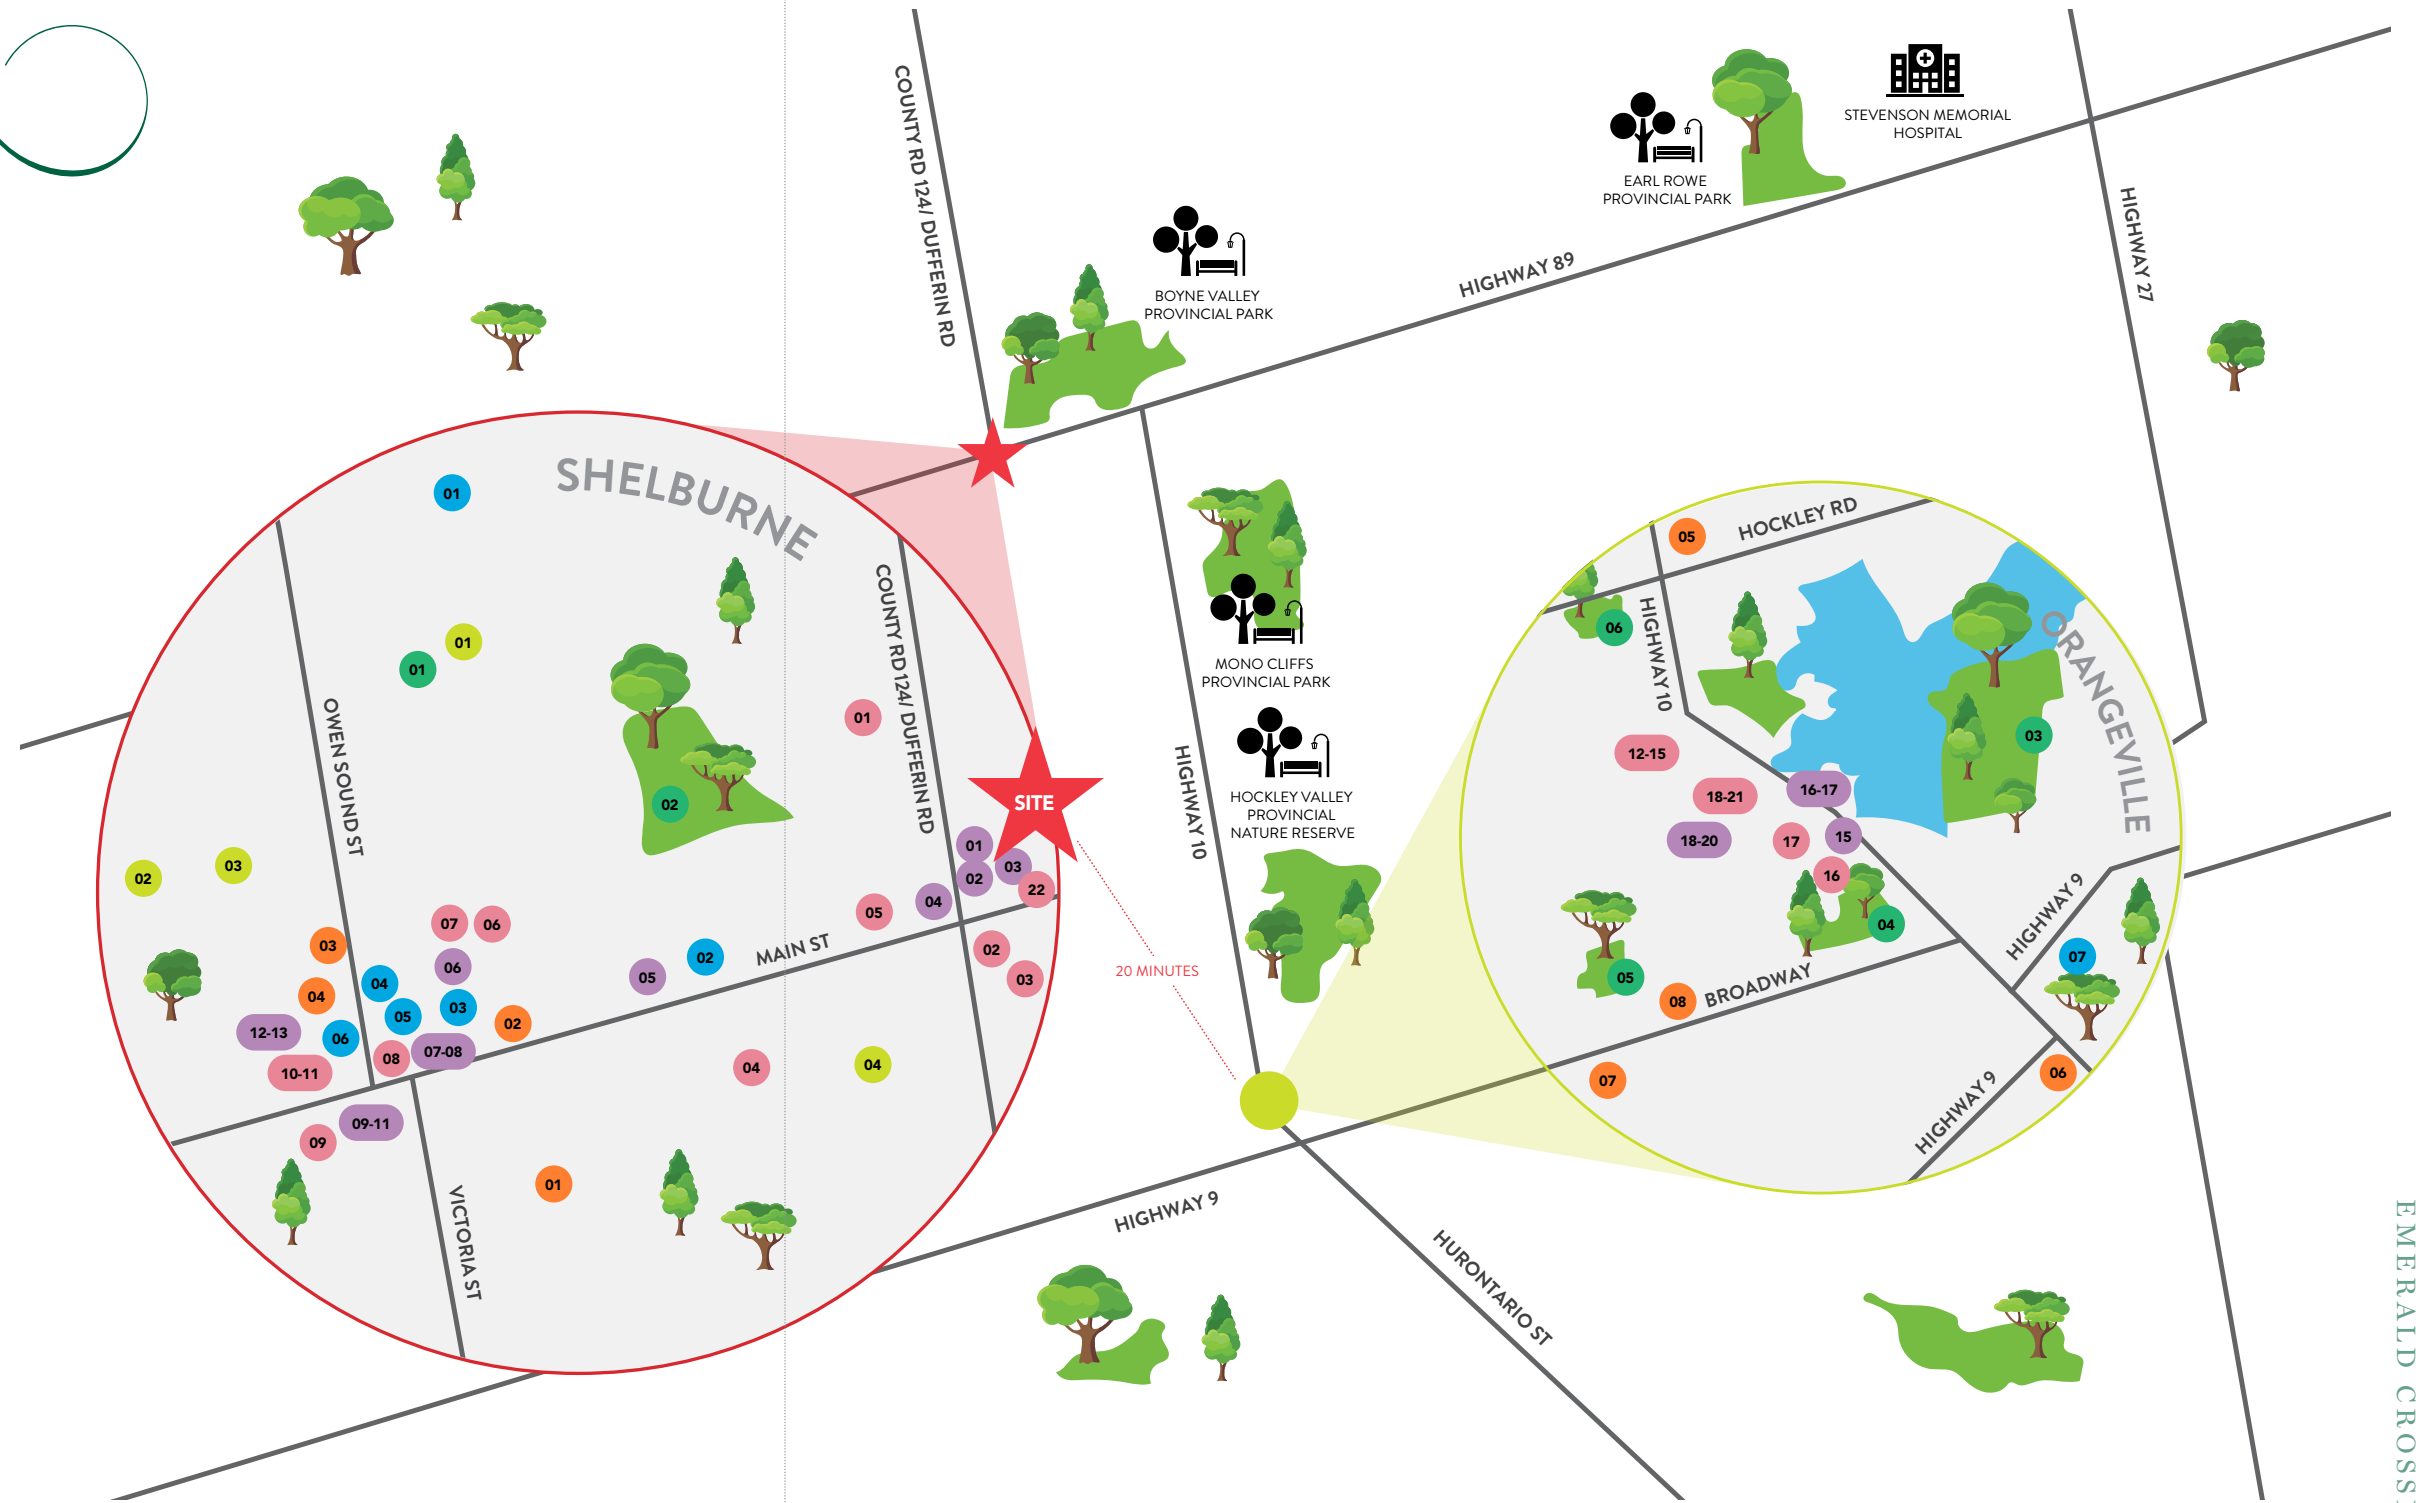 COUNTY RD 124/ DUFFERIN RD
STEVENSON MEMORIAL
HOSPITAL
EARL ROWE
PROVINCIAL PARK
HIGHWAY 27
BOYNE VALLEY
PROVINCIAL PARK
HIGHWAY 89
SHELBURNE
01
01
01
OWEN SOUND ST
COUNTY RD124/ DUFFERIN RD
01
02
SITE
02
03
01
03
02
22
04
05
07
06
03
MAIN ST
02
02
06
05
03
04
04
05
03
02
12-13
06
08
07-08
10-11
04
04
09-11
09
01
VICTORIA ST
MONO CLIFFS
PROVINCIAL PARK
HIGHWAY 10
HOCKLEY VALLEY
PROVINCIAL
NATURE RESERVE
20 MINUTES
HIGHWAY 9
HURONTARIO ST
05
HOCKLEY RD
06
HIGHWAY 10
ORANGEVILLE
03
12-15
18-21
16-17
18-20
17
15
16
04
HIGHWAY 9
07
05
08
BROADWAY
07
06
HIGHWAY 9
EMERALD CROSS